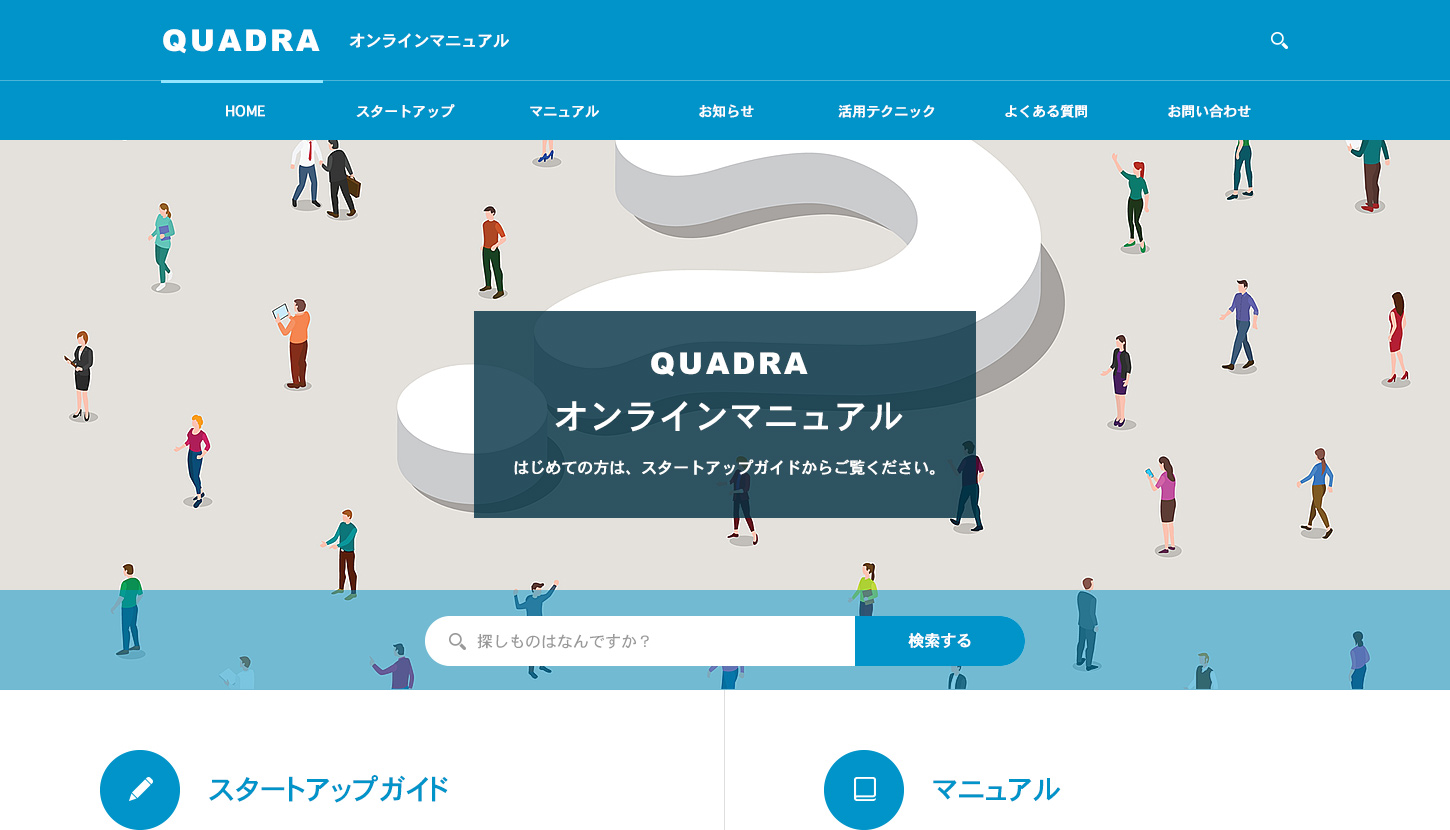 QUADRA オンラインマニュアル
HOME スタートアップ マニュアル お知らせ 活用テクニック よくある質問 お問い合わせ
QUADRA
オンラインマニュアル
はじめての方は、スタートアップガイドからご覧ください。
探しものはなんですか？ 検索する
スタートアップガイド マニュアル